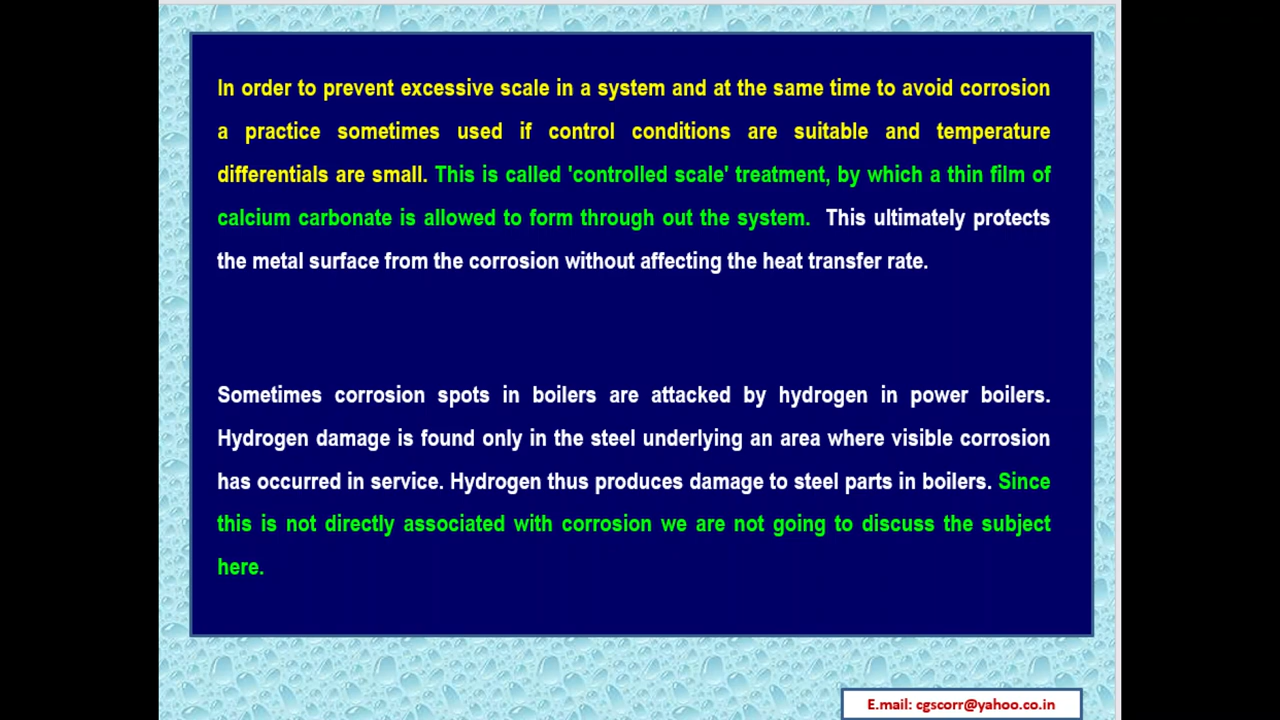 In order to prevent excessive scale in a system and at the same time to avoid corrosion
a practice sometimes used if control conditions are suitable and temperature
differentials are small. This is called 'controlled scale' treatment, by which a thin film of
calcium carbonate is allowed to form through out the system. This ultimately protects
the metal surface from the corrosion without affecting the heat transfer rate.
Sometimes corrosion spots in boilers are attacked by hydrogen in power boilers.
Hydrogen damage is found only in the steel underlying an area where visible corrosion
has occurred in service. Hydrogen thus produces damage to steel parts in boilers. Since
this is not directly associated with corrosion we are not going to discuss the subject
here.
E.mail: cgscorr@yahoo.co.in